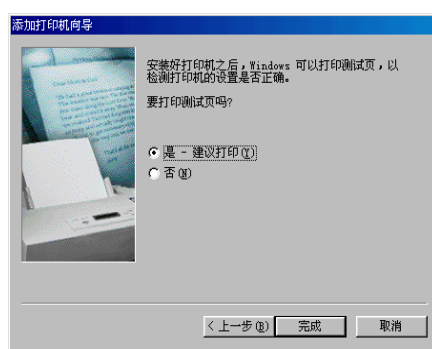 添加打印机向导
安装好打印机之后，Windows 可以打印测试页，以
检测打印机的设置是否正确。
要打印测试页吗?
是 - 建议打印(Y)
否(N)
< 上一步(B)
完成
取消